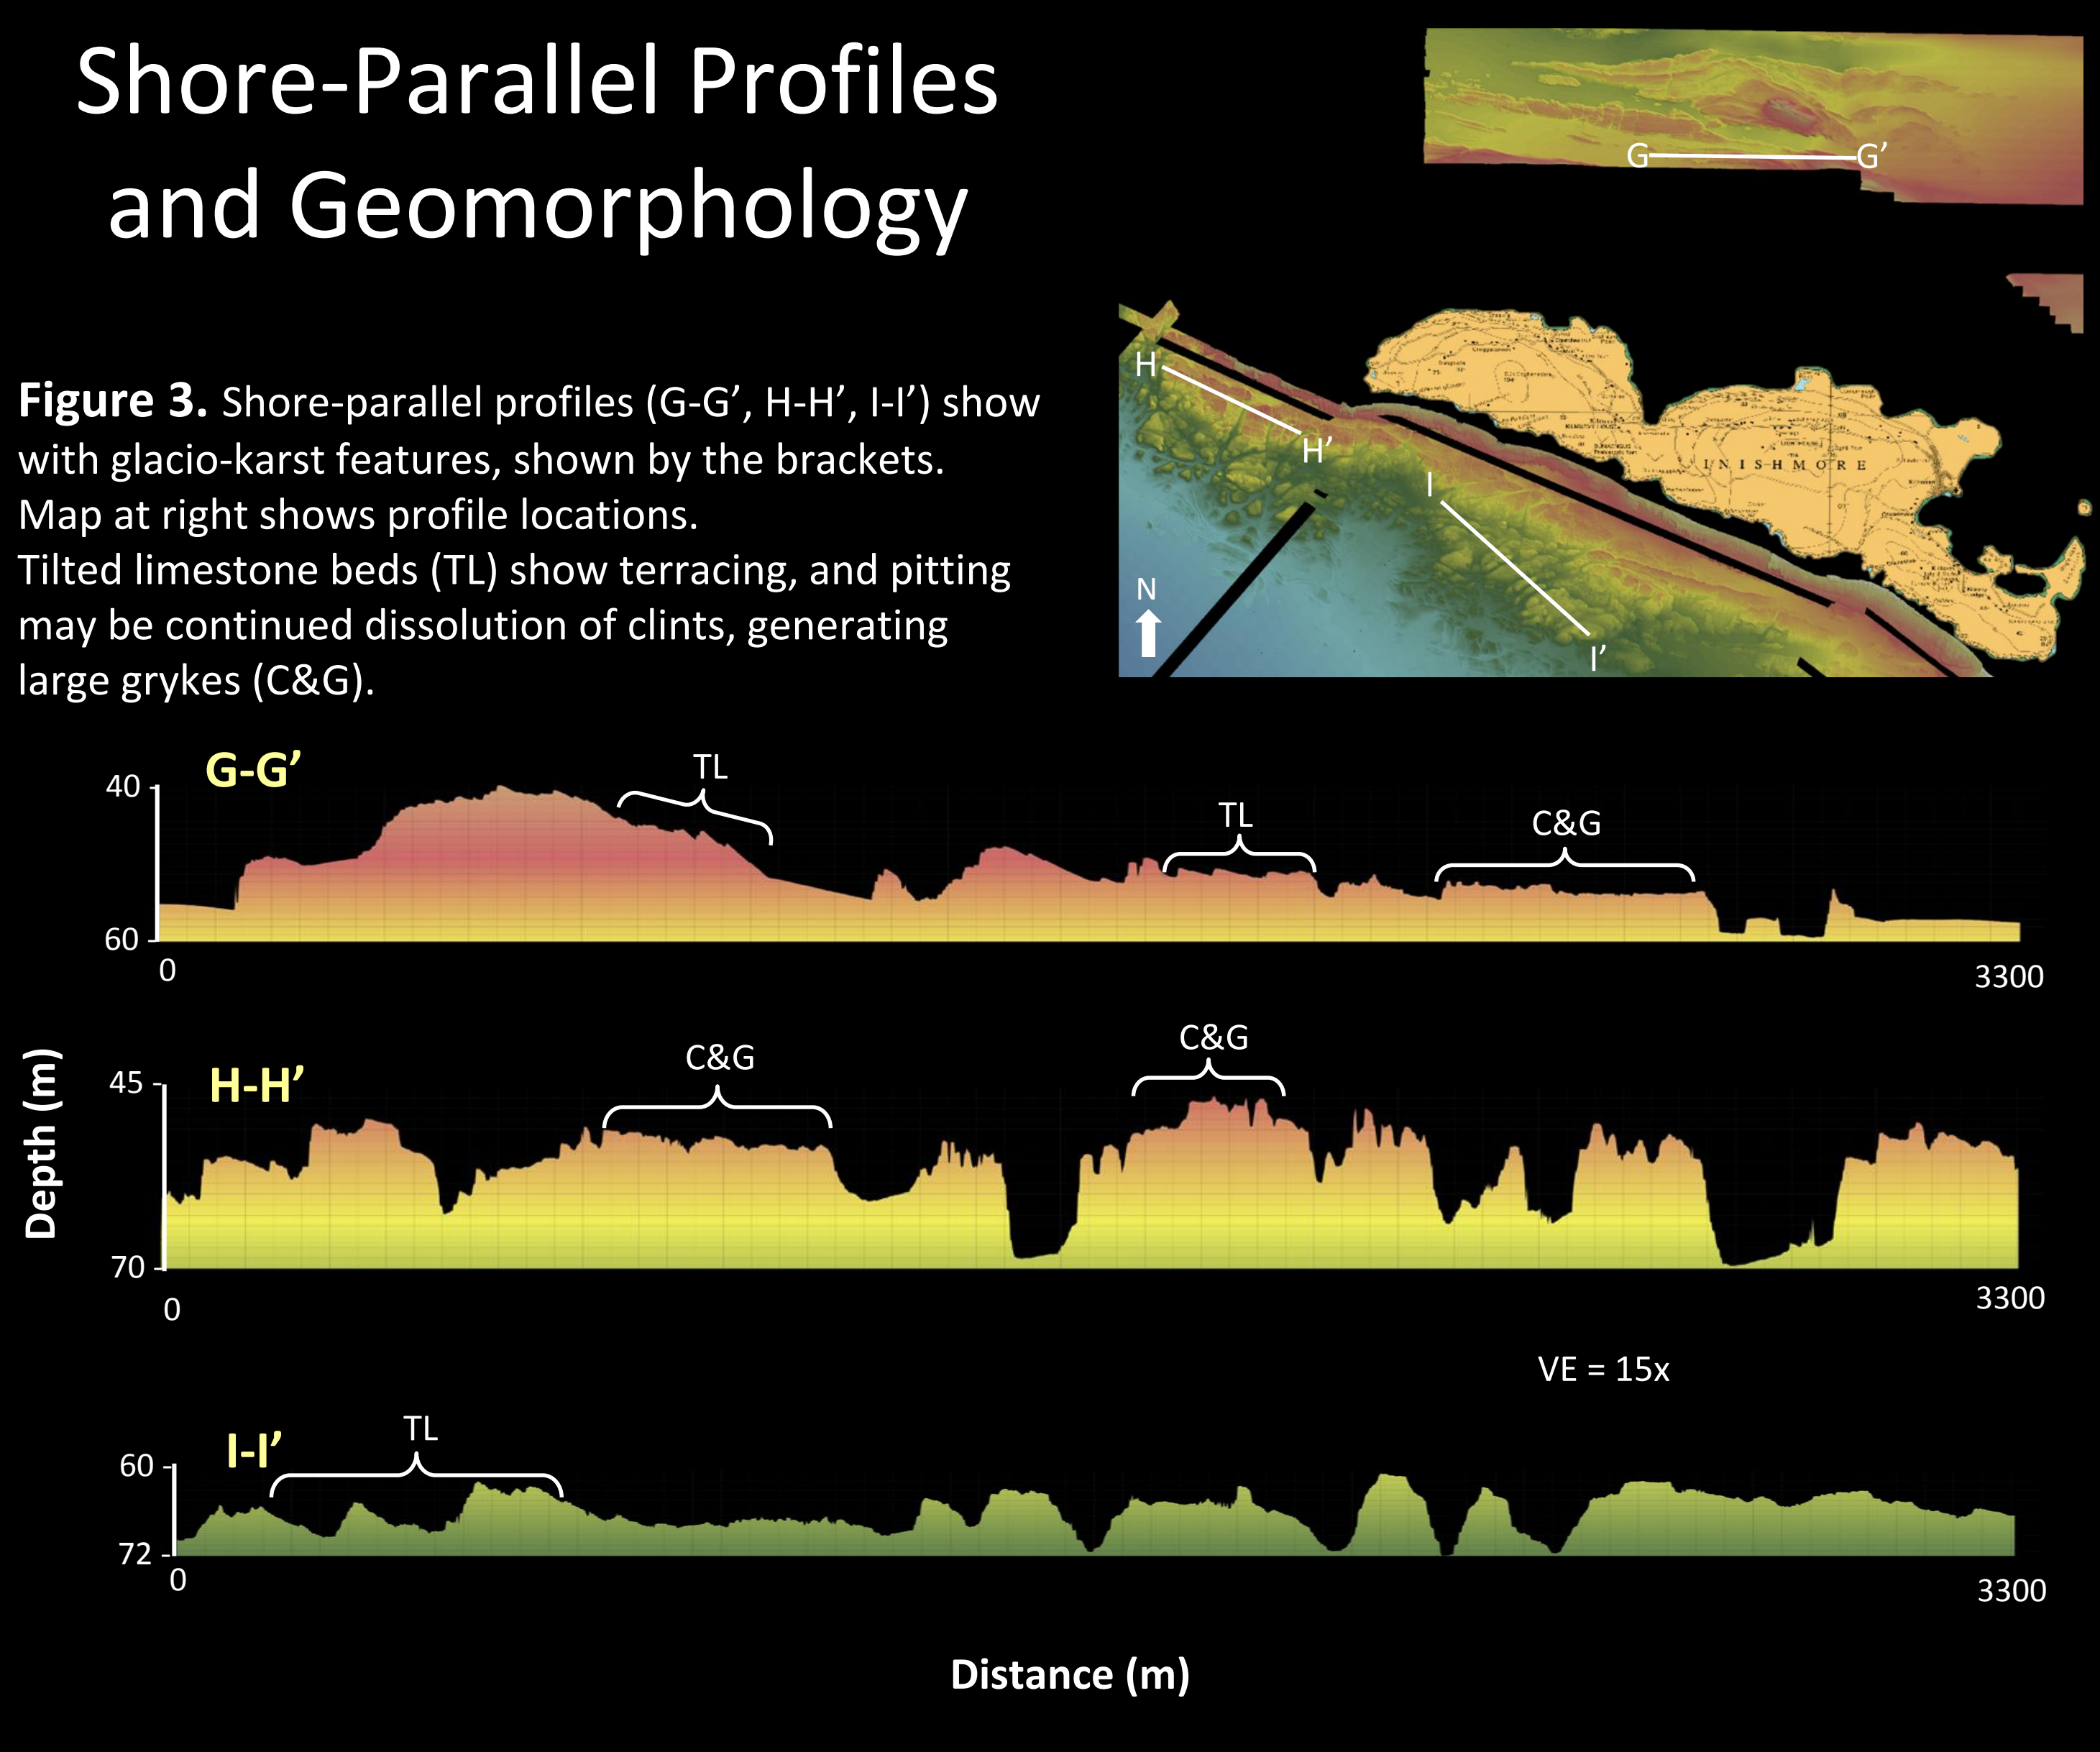 Shore-Parallel Profiles
and Geomorphology
G
G’
Figure 3. Shore-parallel profiles (G-G’, H-H’, I-I’) show
with glacio-karst features, shown by the brackets.
Map at right shows profile locations.
Tilted limestone beds (TL) show terracing, and pitting
may be continued dissolution of clints, generating
large grykes (C&G).
H
H’
I
I’
INISHMORE
N
G-G’
TL
TL
C&G
40
60
0
3300
Depth (m)
H-H’
C&G
C&G
45
70
0
3300
VE = 15x
I-I’
TL
60
72
0
3300
Distance (m)